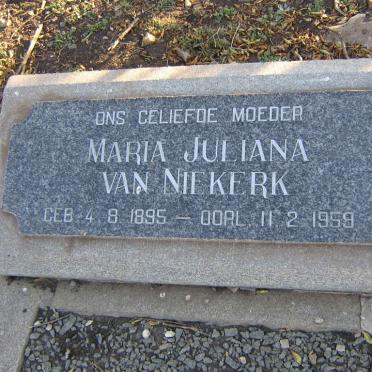 ONS GELIEFDE MOEDER
MARIA JULIANA
VAN NIEKERK
GEB. 4. 8. 1895 — OORL. 11. 2. 1959